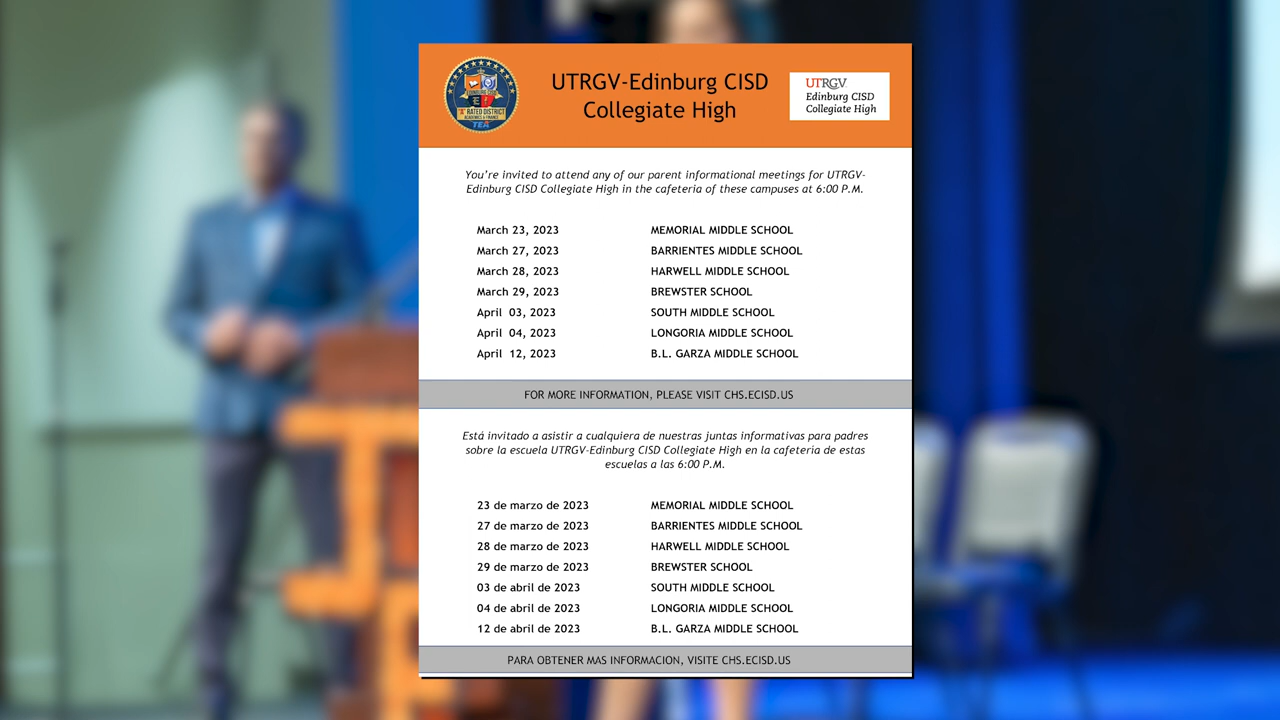 UTRGV-Edinburg CISD
Collegiate High
"A" RATED DISTRICT
ACADEMICS & FINANCE
TEA
UTRGV
Edinburg CISD
Collegiate High
You're invited to attend any of our parent informational meetings for UTRGV-
Edinburg CISD Collegiate High in the cafeteria of these campuses at 6:00 P.M.
March 23, 2023 MEMORIAL MIDDLE SCHOOL
March 27, 2023 BARRIENTES MIDDLE SCHOOL
March 28, 2023 HARWELL MIDDLE SCHOOL
March 29, 2023 BREWSTER SCHOOL
April 03, 2023 SOUTH MIDDLE SCHOOL
April 04, 2023 LONGORIA MIDDLE SCHOOL
April 12, 2023 B.L. GARZA MIDDLE SCHOOL
FOR MORE INFORMATION, PLEASE VISIT CHS.ECISD.US
Está invitado a asistir a cualquiera de nuestras juntas informativas para padres
sobre la escuela UTRGV-Edinburg CISD Collegiate High en la cafeteria de estas
escuelas a las 6:00 P.M.
23 de marzo de 2023 MEMORIAL MIDDLE SCHOOL
27 de marzo de 2023 BARRIENTES MIDDLE SCHOOL
28 de marzo de 2023 HARWELL MIDDLE SCHOOL
29 de marzo de 2023 BREWSTER SCHOOL
03 de abril de 2023 SOUTH MIDDLE SCHOOL
04 de abril de 2023 LONGORIA MIDDLE SCHOOL
12 de abril de 2023 B.L. GARZA MIDDLE SCHOOL
PARA OBTENER MAS INFORMACION, VISITE CHS.ECISD.US